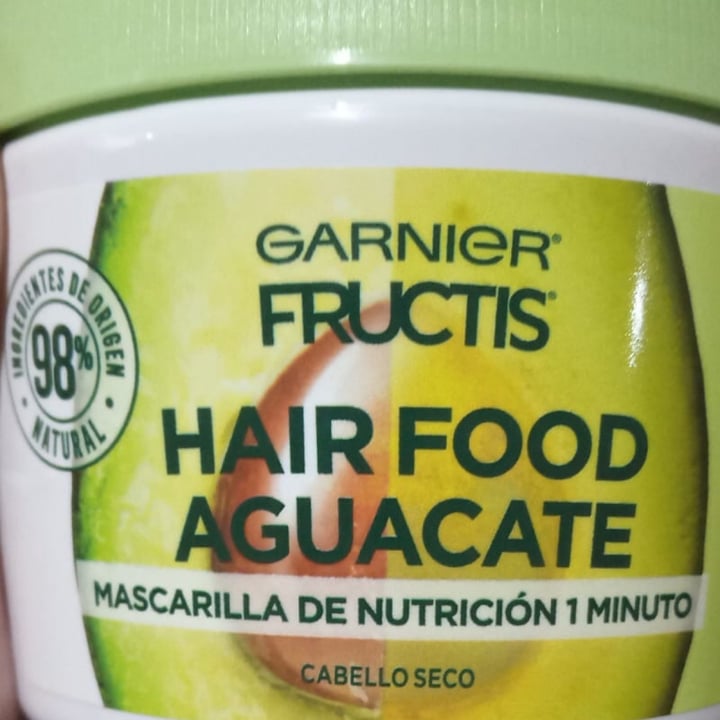 GARNIER
FRUCTIS
98%
INGREDIENTES DE ORIGEN
NATURAL
HAIR FOOD
AGUACATE
MASCARILLA DE NUTRICIÓN 1 MINUTO
CABELLO SECO